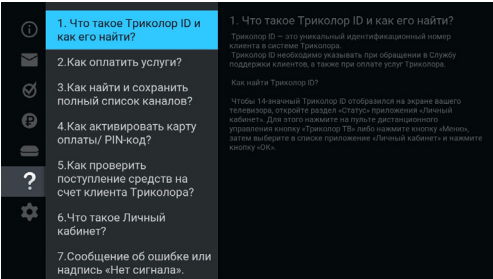 1. Что такое Триколор ID и
как его найти?
2.Как оплатить услуги?
3.Как найти и сохранить
полный список каналов?
4.Как активировать карту
оплаты/ PIN-код?
5.Как проверить
поступление средств на
счет клиента Триколора?
6.Что такое Личный
кабинет?
7.Сообщение об ошибке или
надпись «Нет сигнала».
1. Что такое Триколор ID и как его найти?
Триколор ID — это уникальный идентификационный номер
клиента в системе Триколора.
Триколор ID необходимо указывать при обращении в Службу
поддержки клиентов, а также при оплате услуг Триколора.
Как найти Триколор ID?
Чтобы 14-значный Триколор ID отобразился на экране вашего
телевизора, откройте раздел «Статус» приложения «Личный
кабинет». Для этого нажмите на пульте дистанционного
управления кнопку «Триколор ТВ» либо нажмите кнопку «Меню»,
затем выберите в списке приложение «Личный кабинет» и нажмите
кнопку «ОК».